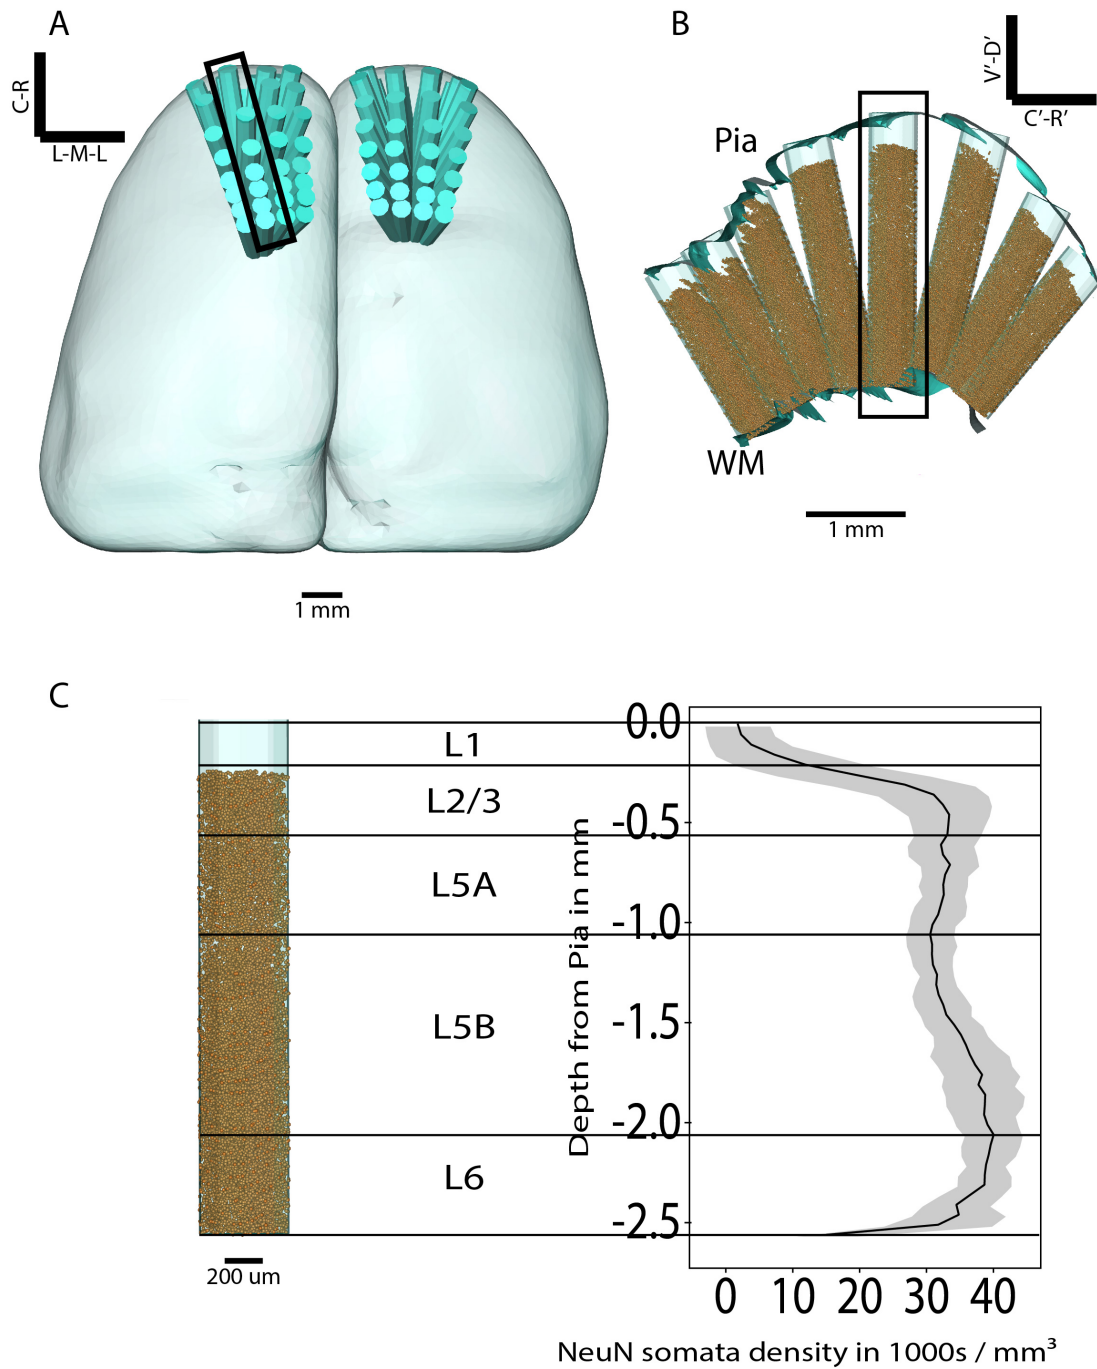 A
C-R
L-M-L
1 mm
B
V′-D′
C′-R′
Pia
WM
1 mm
C
L1
L2/3
L5A
L5B
L6
200 um
Depth from Pia in mm
0.0
-0.5
-1.0
-1.5
-2.0
-2.5
0 10 20 30 40
NeuN somata density in 1000s / mm³